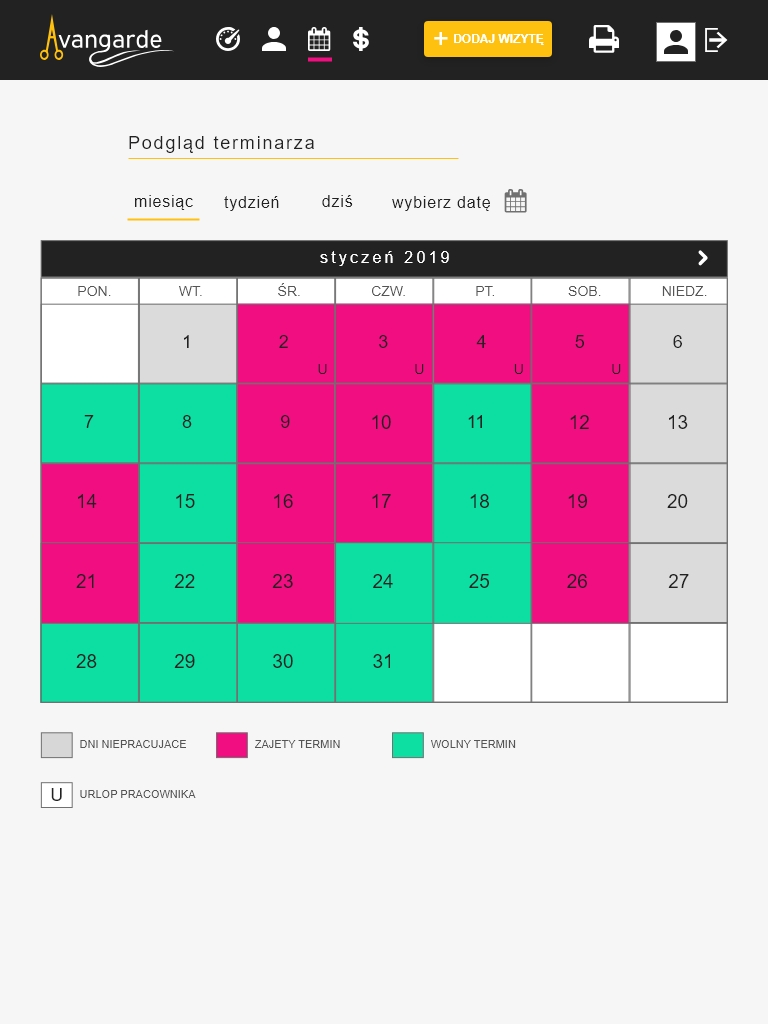 Avangarde
$
+ DODAJ WIZYTĘ
Podgląd terminarza
miesiąc tydzień dziś wybierz datę
styczeń 2019
PON. WT. ŚR. CZW. PT. SOB. NIEDZ.
1 2 U 3 U 4 U 5 U 6
7 8 9 10 11 12 13
14 15 16 17 18 19 20
21 22 23 24 25 26 27
28 29 30 31
DNI NIEPRACUJACE ZAJETY TERMIN WOLNY TERMIN
U URLOP PRACOWNIKA